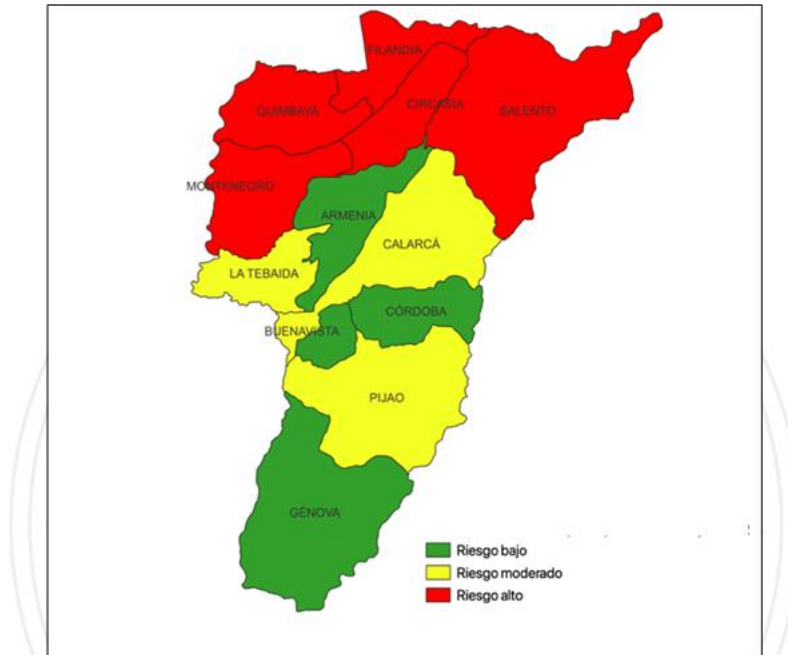 FILANDIA
QUIMBAYA
CIRCASIA
SALENTO
MONTENEGRO
ARMENIA
CALARCÁ
LA TEBAIDA
BUENAVISTA
CÓRDOBA
PIJAO
GÉNOVA
Riesgo bajo
Riesgo moderado
Riesgo alto